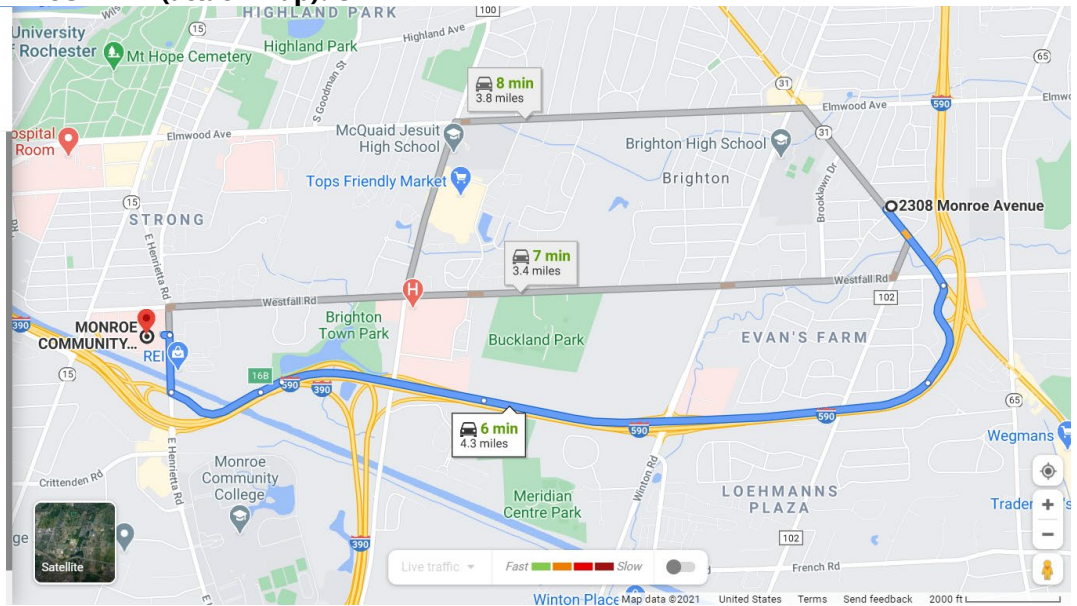 HIGHLAND PARK
100
University
Rochester
15
Mt Hope Cemetery
Highland Park
Highland Ave
S Goodman St
65
8 min
3.8 miles
31
590
Elmwood Ave
Elmwood Ave
ospital
Room
McQuaid Jesuit
High School
31
Brighton High School
Tops Friendly Market
Brighton
Brooklawn Dr
15
STRONG
2308 Monroe Avenue
E Henrietta Rd
7 min
3.4 miles
Westfall Rd
H
Westfall Rd
102
390
MONROE
COMMUNITY...
Brighton
Town Park
Buckland Park
EVAN'S FARM
REI
15
16B
590
390
65
6 min
4.3 miles
590
590
Wegmans
Crittenden Rd
E Henrietta Rd
Monroe
Community
College
Winton Rd
LOEHMANNS
PLAZA
Meridian
Centre Park
Trader
102
ge
390
Satellite
Live traffic
Fast
Slow
French Rd
Winton Place
Map data ©2021
United States
Terms
Send feedback
2000 ft